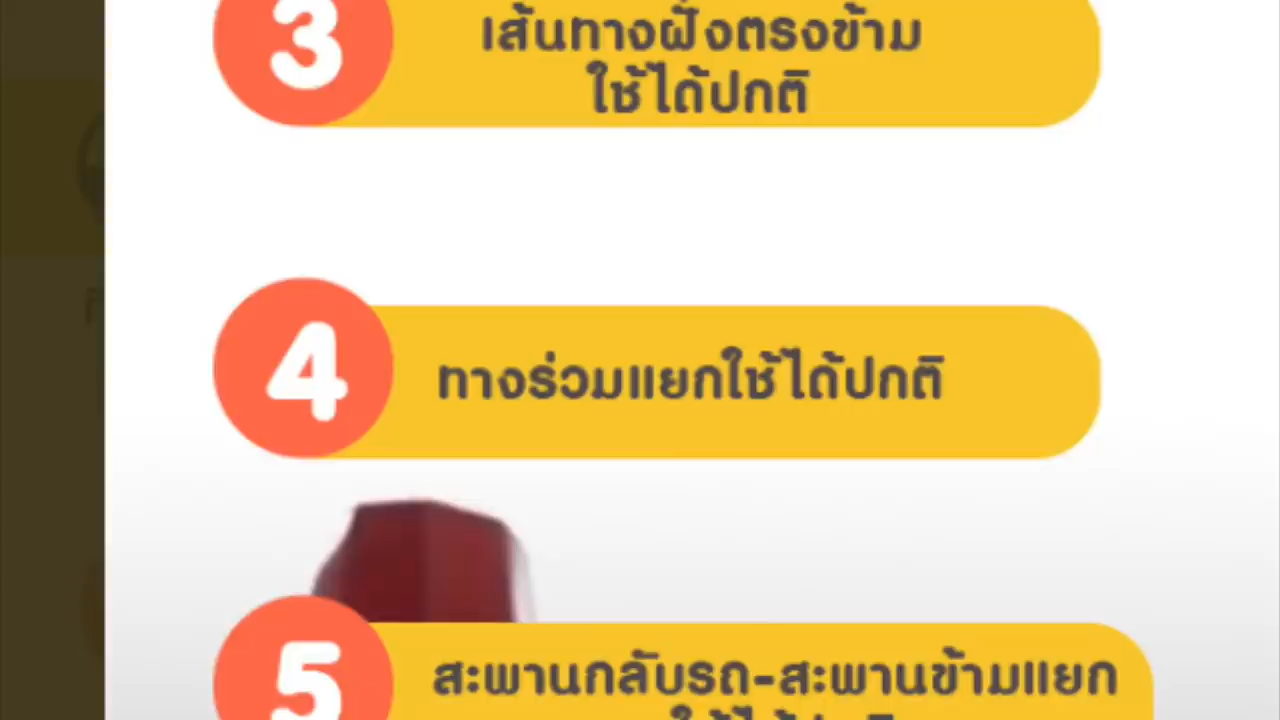 3
เส้นทางฝั่งตรงข้าม
ใช้ได้ปกติ
4
ทางร่วมแยกใช้ได้ปกติ
5
สะพานกลับรถ-สะพานข้ามแยก